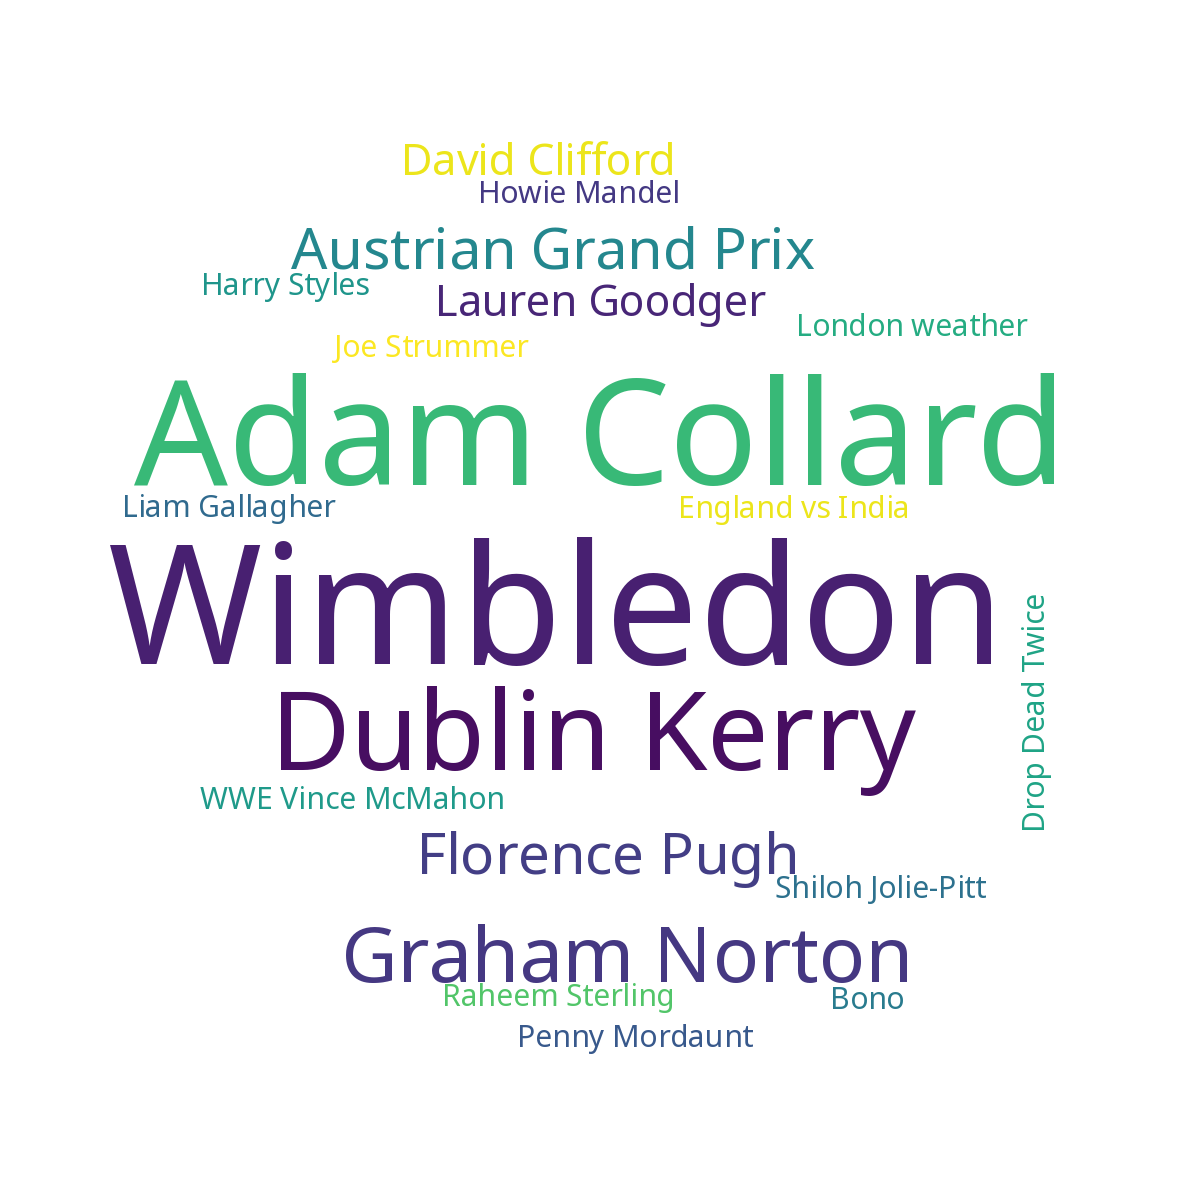 David Clifford
Howie Mandel
Austrian Grand Prix
Harry Styles
Lauren Goodger
London weather
Joe Strummer
Adam Collard
Liam Gallagher
England vs India
Wimbledon
Drop Dead Twice
Dublin Kerry
WWE Vince McMahon
Florence Pugh
Shiloh Jolie-Pitt
Graham Norton
Raheem Sterling
Bono
Penny Mordaunt